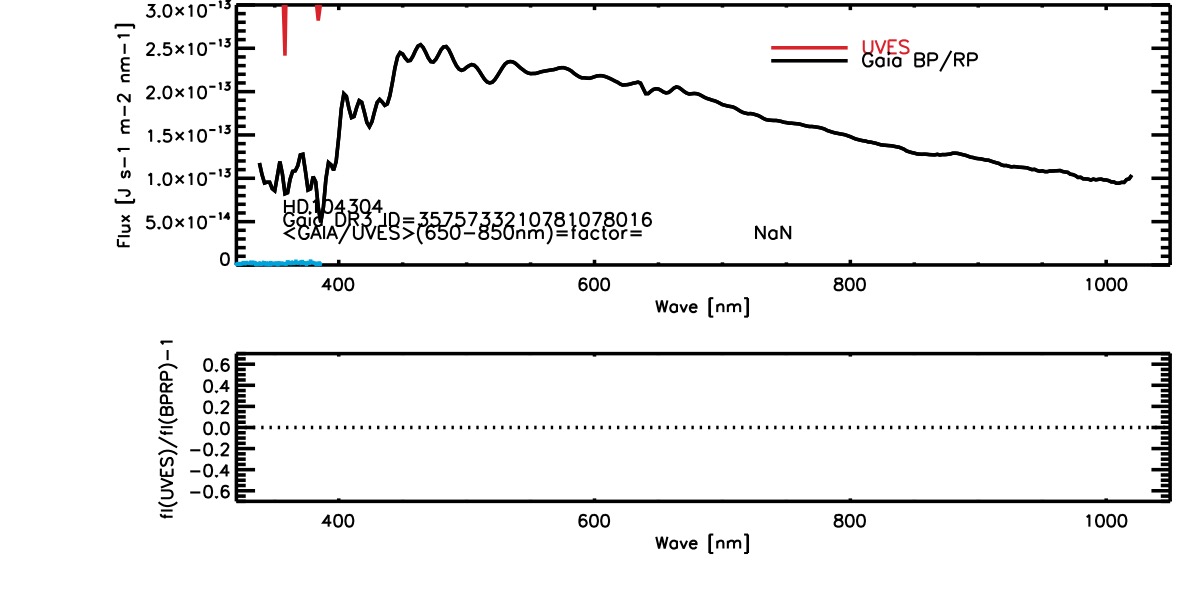 3.0×10−13
2.5×10−13
2.0×10−13
1.5×10−13
1.0×10−13
5.0×10−14
0
Flux [J s−1 m−2 nm−1]
UVES
Gaia BP/RP
HD104304
Gaia DR3 ID=3575733210781078016
<GAIA/UVES>(650−850nm)=factor= NaN
400 600 800 1000
Wave [nm]
0.6
0.4
0.2
0.0
−0.2
−0.4
−0.6
fl(UVES)/fl(BPRP)−1
400 600 800 1000
Wave [nm]